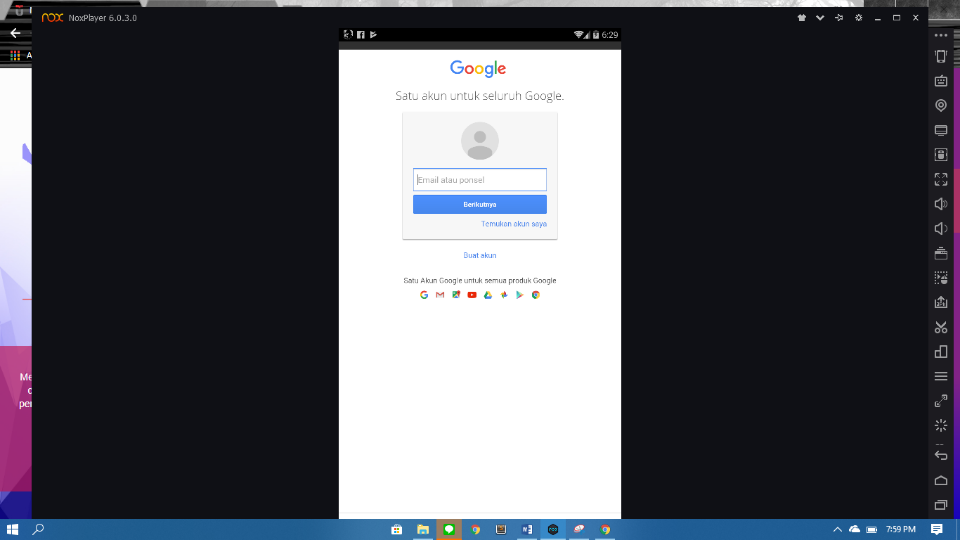 nox NoxPlayer 6.0.3.0
6:29
Google
Satu akun untuk seluruh Google.
Email atau ponsel
Berikutnya
Temukan akun saya
Buat akun
Satu Akun Google untuk semua produk Google
7:59 PM